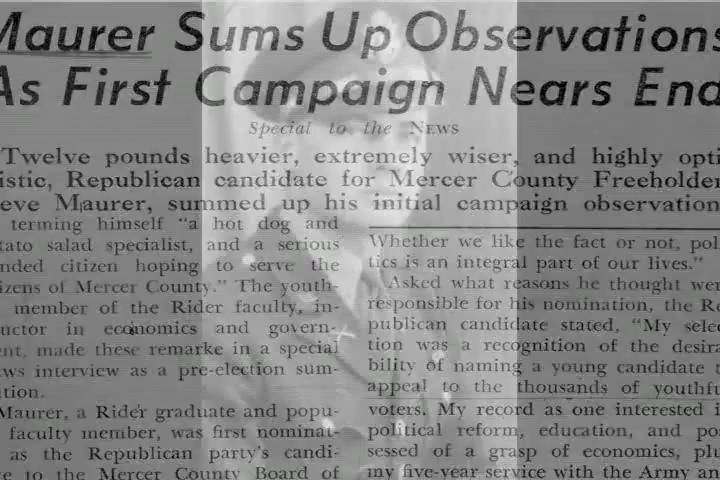 Maurer Sums Up Observations
As First Campaign Nears End
Special to the NEWS
Twelve pounds heavier, extremely wiser, and highly opti
istic, Republican candidate for Mercer County Freeholder
eve Maurer, summed up his initial campaign observation
terming himself "a hot dog and
tato salad specialist, and a serious
nded citizen hoping to serve the
izens of Mercer County." The youth-
member of the Rider faculty, in-
uctor in economics and govern-
ent, made these remarke in a special
ws interview as a pre-election sum-
tion.
Maurer, a Rider graduate and popu-
faculty member, was first nominat-
as the Republican party's candi-
e to the Mercer County Board of
Whether we like the fact or not, pol
tics is an integral part of our lives."
Asked what reasons he thought wer
responsible for his nomination, the Re
publican candidate stated, "My selec
tion was a recognition of the desira
bility of naming a young candidate t
appeal to the thousands of youthfu
voters. My record as one interested i
political reform, education, and po
sessed of a grasp of economics, plu
my five-year service with the Army an